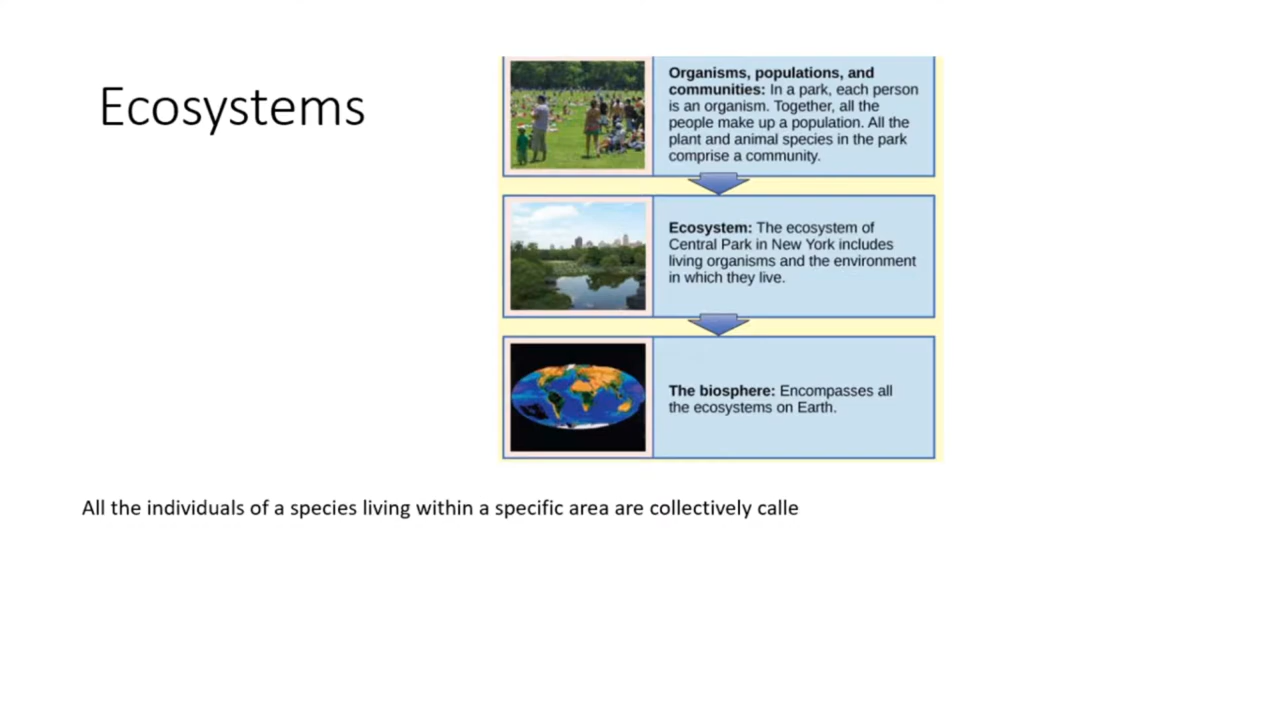 Ecosystems
Organisms, populations, and
communities: In a park, each person
is an organism. Together, all the
people make up a population. All the
plant and animal species in the park
comprise a community.
Ecosystem: The ecosystem of
Central Park in New York includes
living organisms and the environment
in which they live.
The biosphere: Encompasses all
the ecosystems on Earth.
All the individuals of a species living within a specific area are collectively calle